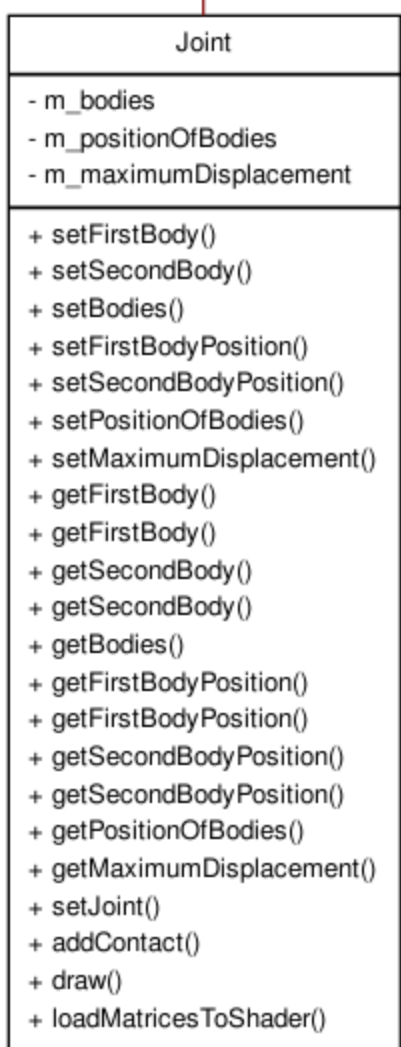 Joint
- m_bodies
- m_positionOfBodies
- m_maximumDisplacement
+ setFirstBody()
+ setSecondBody()
+ setBodies()
+ setFirstBodyPosition()
+ setSecondBodyPosition()
+ setPositionOfBodies()
+ setMaximumDisplacement()
+ getFirstBody()
+ getFirstBody()
+ getSecondBody()
+ getSecondBody()
+ getBodies()
+ getFirstBodyPosition()
+ getFirstBodyPosition()
+ getSecondBodyPosition()
+ getSecondBodyPosition()
+ getPositionOfBodies()
+ getMaximumDisplacement()
+ setJoint()
+ addContact()
+ draw()
+ loadMatricesToShader()